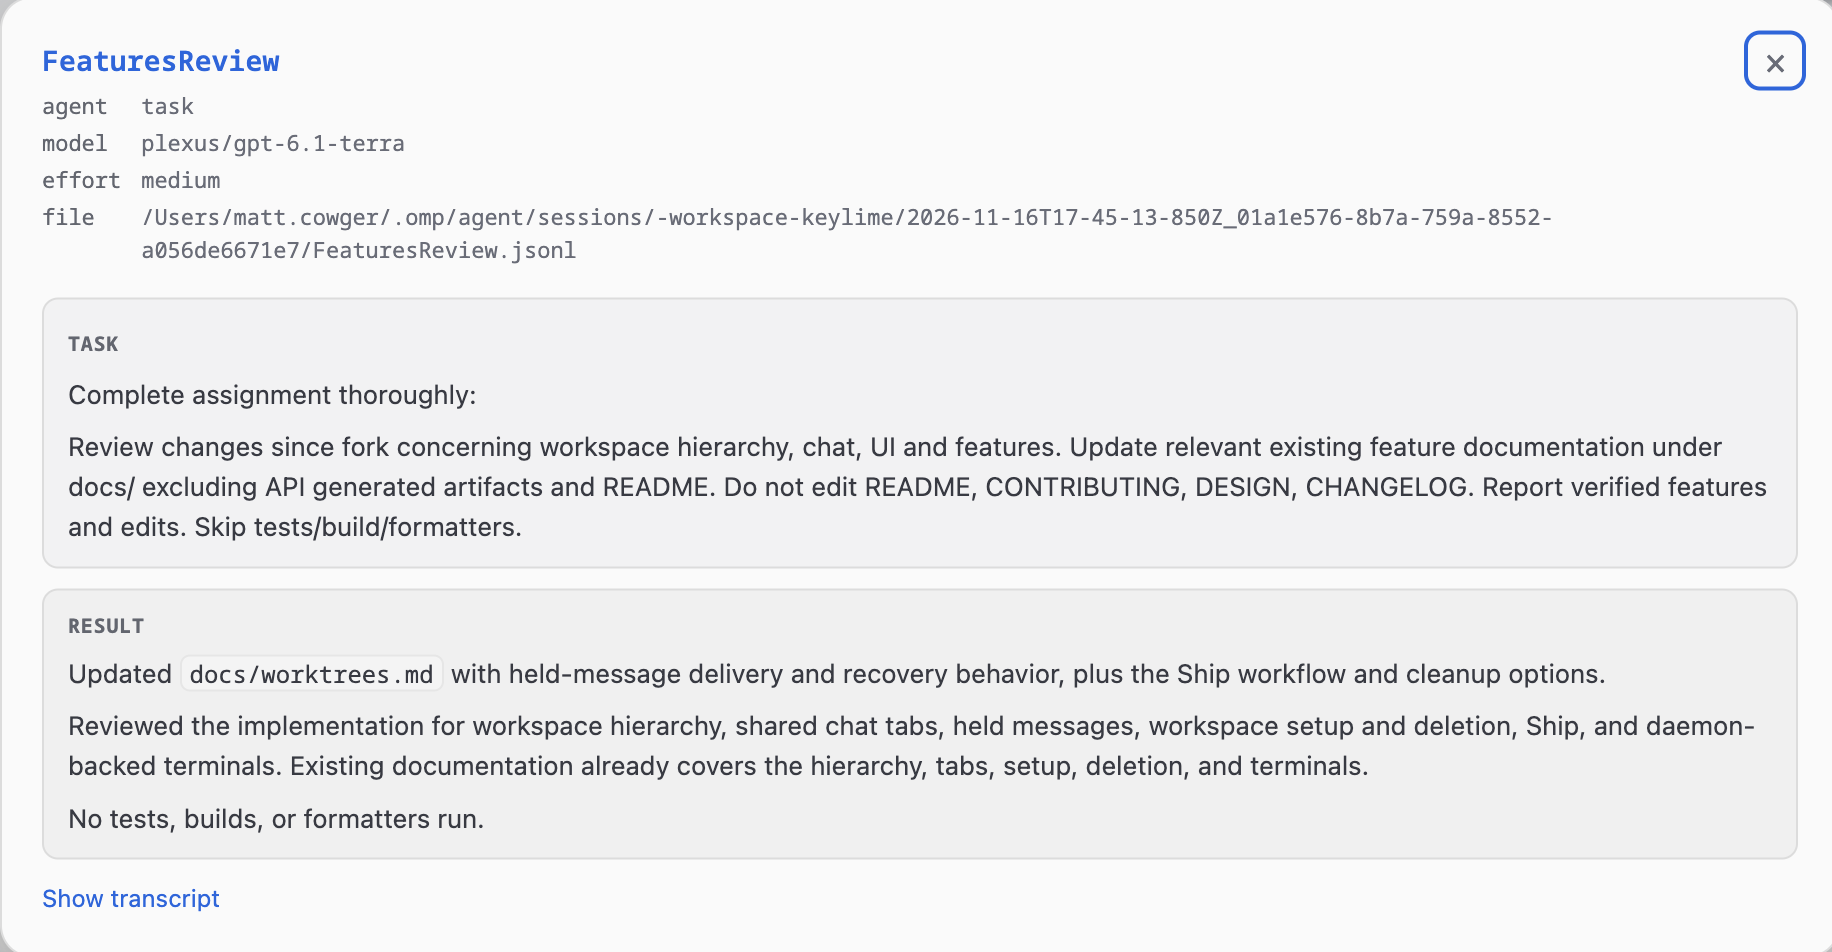 FeaturesReview
×
agent task
model plexus/gpt-6.1-terra
effort medium
file /Users/matt.cowger/.omp/agent/sessions/-workspace-keylime/2026-11-16T17-45-13-850Z_01a1e576-8b7a-759a-8552-
a056de6671e7/FeaturesReview.jsonl
TASK
Complete assignment thoroughly:
Review changes since fork concerning workspace hierarchy, chat, UI and features. Update relevant existing feature documentation under
docs/ excluding API generated artifacts and README. Do not edit README, CONTRIBUTING, DESIGN, CHANGELOG. Report verified features
and edits. Skip tests/build/formatters.
RESULT
Updated docs/worktrees.md with held-message delivery and recovery behavior, plus the Ship workflow and cleanup options.
Reviewed the implementation for workspace hierarchy, shared chat tabs, held messages, workspace setup and deletion, Ship, and daemon-
backed terminals. Existing documentation already covers the hierarchy, tabs, setup, deletion, and terminals.
No tests, builds, or formatters run.
Show transcript